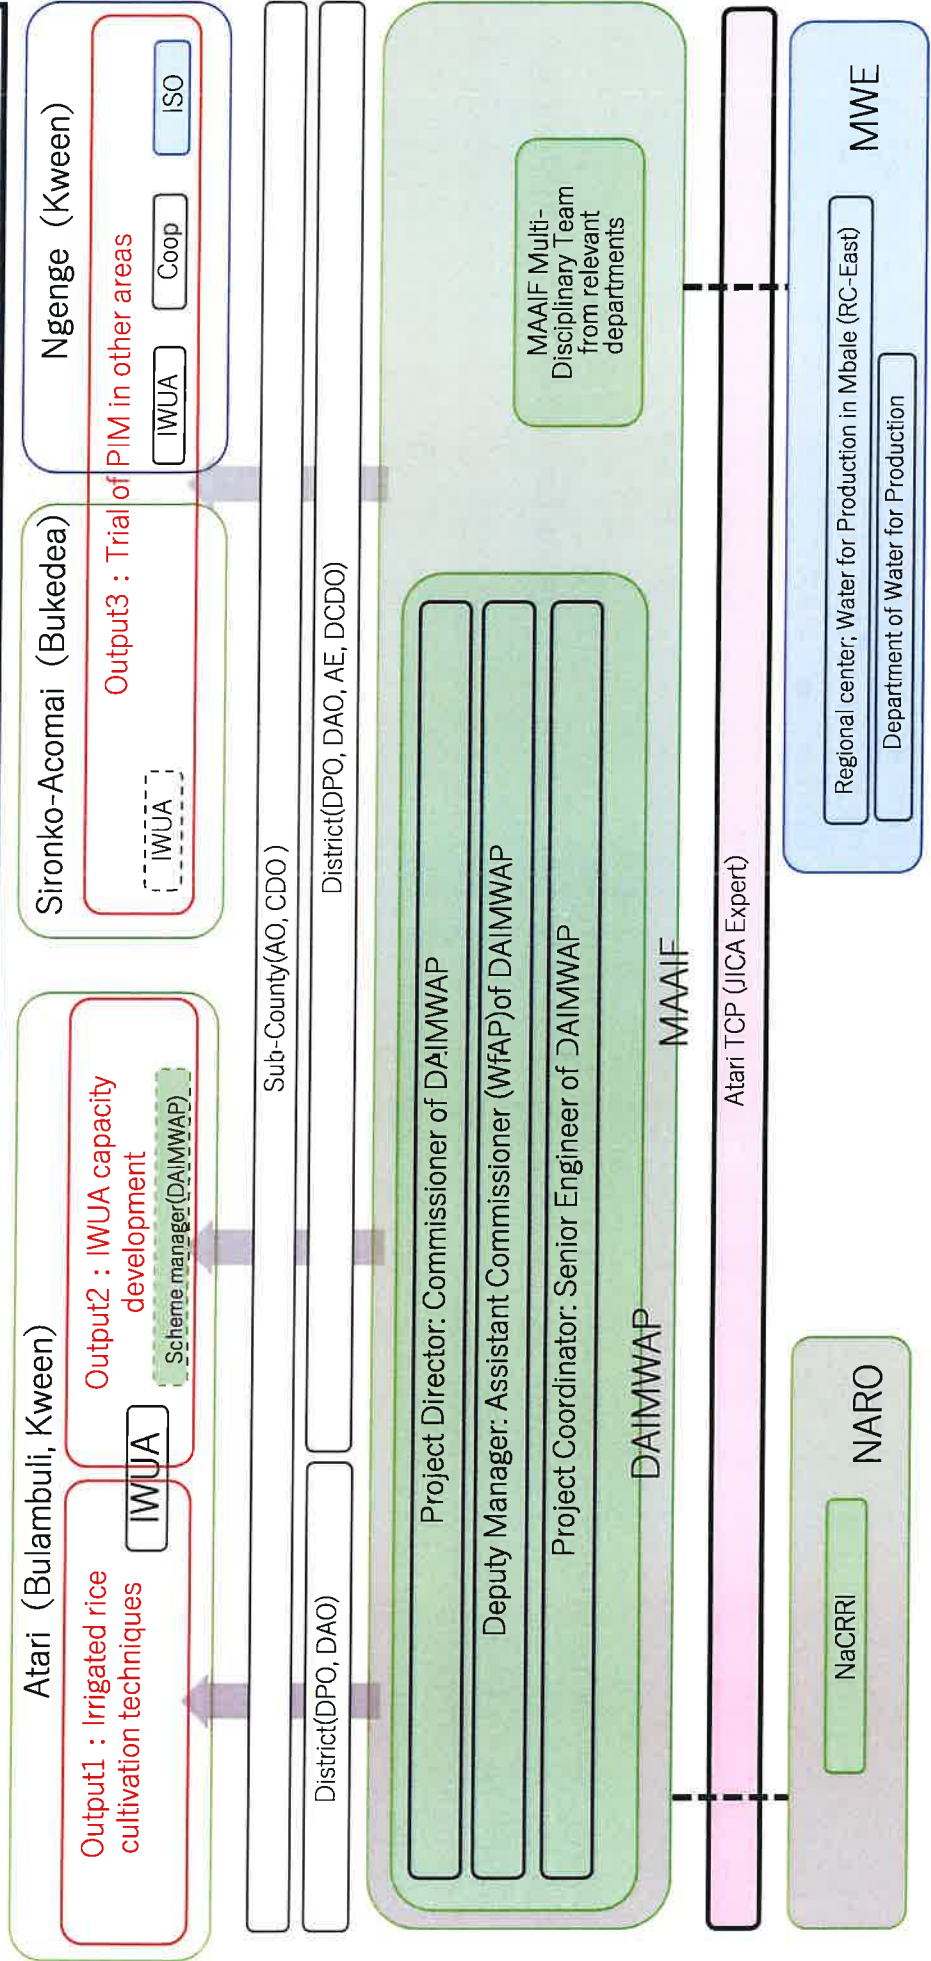 Atari (Bulambuli, Kween)
Output1 : Irrigated rice
cultivation techniques
IWUA
Output2 : IWUA capacity
development
Scheme manager(DAIMWAP)
Sironko-Acomai (Bukedea)
Ngenge (Kween)
Output3 : Trial of PIM in other areas
IWUA
IWUA
Coop
ISO
Sub-County(AO, CDO )
District(DPO, DAO)
District(DPO, DAO, AE, DCDO)
Project Director: Commissioner of DAIMWAP
Deputy Manager: Assistant Commissioner (WfAP)of DAIMWAP
Project Coordinator: Senior Engineer of DAIMWAP
DAIMWAP
MAAIF Multi-
Disciplinary Team
from relevant
departments
MAAIF
Atari TCP (JICA Expert)
NaCRRI
NARO
Regional center; Water for Production in Mbale (RC-East)
Department of Water for Production
MWE